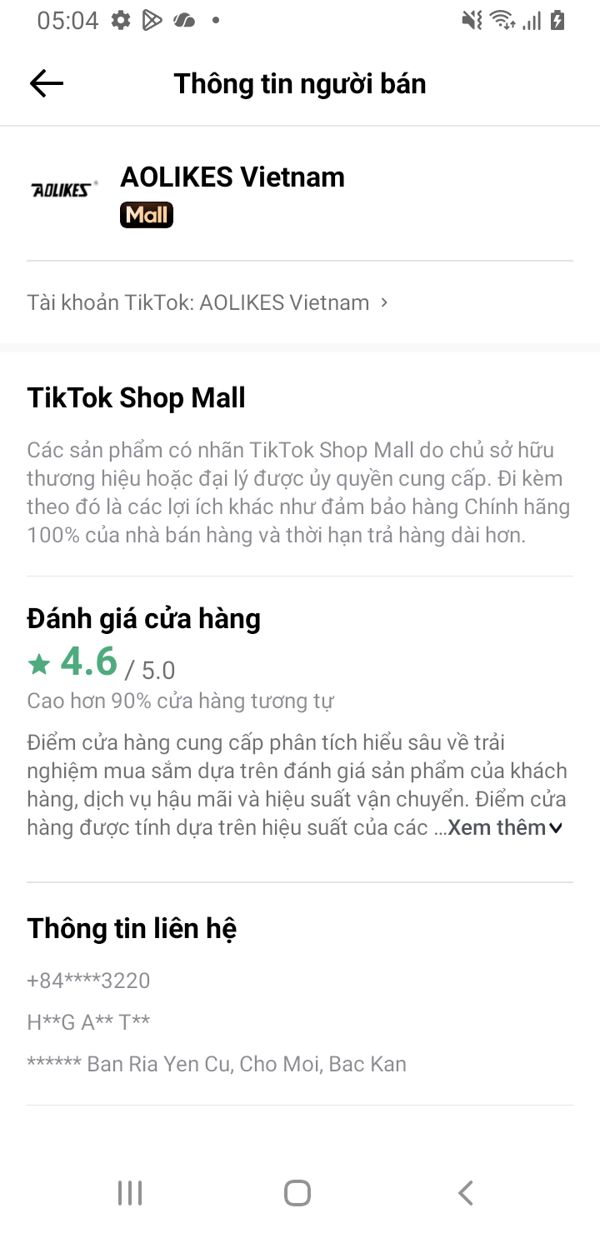 05:04
Thông tin người bán
AOLIKES
AOLIKES Vietnam
Mall
Tài khoản TikTok: AOLIKES Vietnam
TikTok Shop Mall
Các sản phẩm có nhãn TikTok Shop Mall do chủ sở hữu
thương hiệu hoặc đại lý được ủy quyền cung cấp. Đi kèm
theo đó là các lợi ích khác như đảm bảo hàng Chính hãng
100% của nhà bán hàng và thời hạn trả hàng dài hơn.
Đánh giá cửa hàng
4.6 / 5.0
Cao hơn 90% cửa hàng tương tự
Điểm cửa hàng cung cấp phân tích hiểu sâu về trải
nghiệm mua sắm dựa trên đánh giá sản phẩm của khách
hàng, dịch vụ hậu mãi và hiệu suất vận chuyển. Điểm cửa
hàng được tính dựa trên hiệu suất của các ...Xem thêm
Thông tin liên hệ
+84****3220
H**G A** T**
****** Ban Ria Yen Cu, Cho Moi, Bac Kan